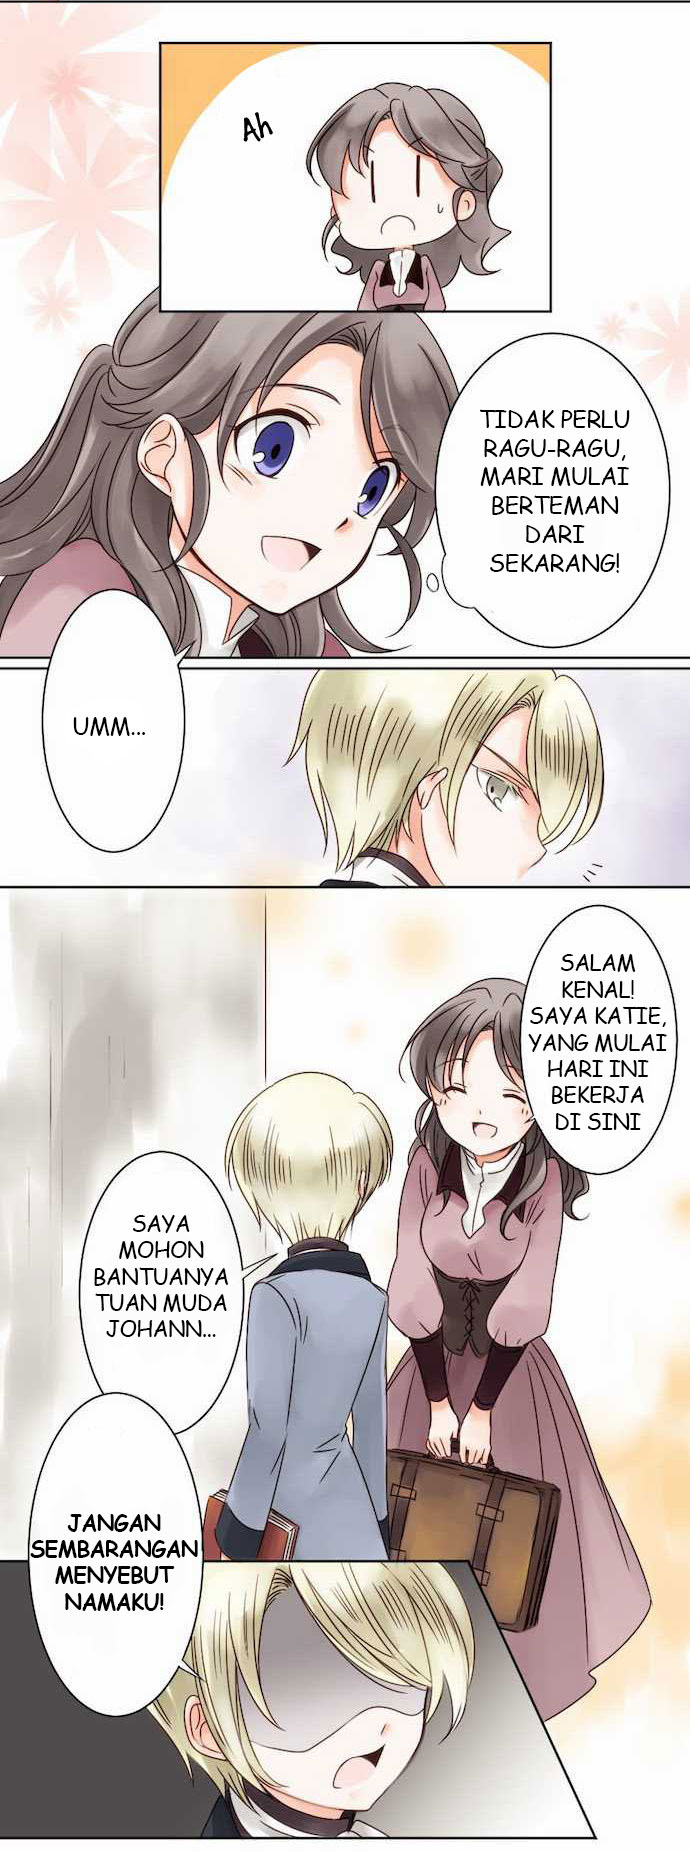 Ah
TIDAK PERLU
RAGU-RAGU,
MARI MULAI
BERTEMAN
DARI
SEKARANG!
UMM...
SALAM
KENAL!
SAYA KATIE,
YANG MULAI
HARI INI
BEKERJA
DI SINI
SAYA
MOHON
BANTUANYA
TUAN MUDA
JOHANN...
JANGAN
SEMBARANGAN
MENYEBUT
NAMAKU!